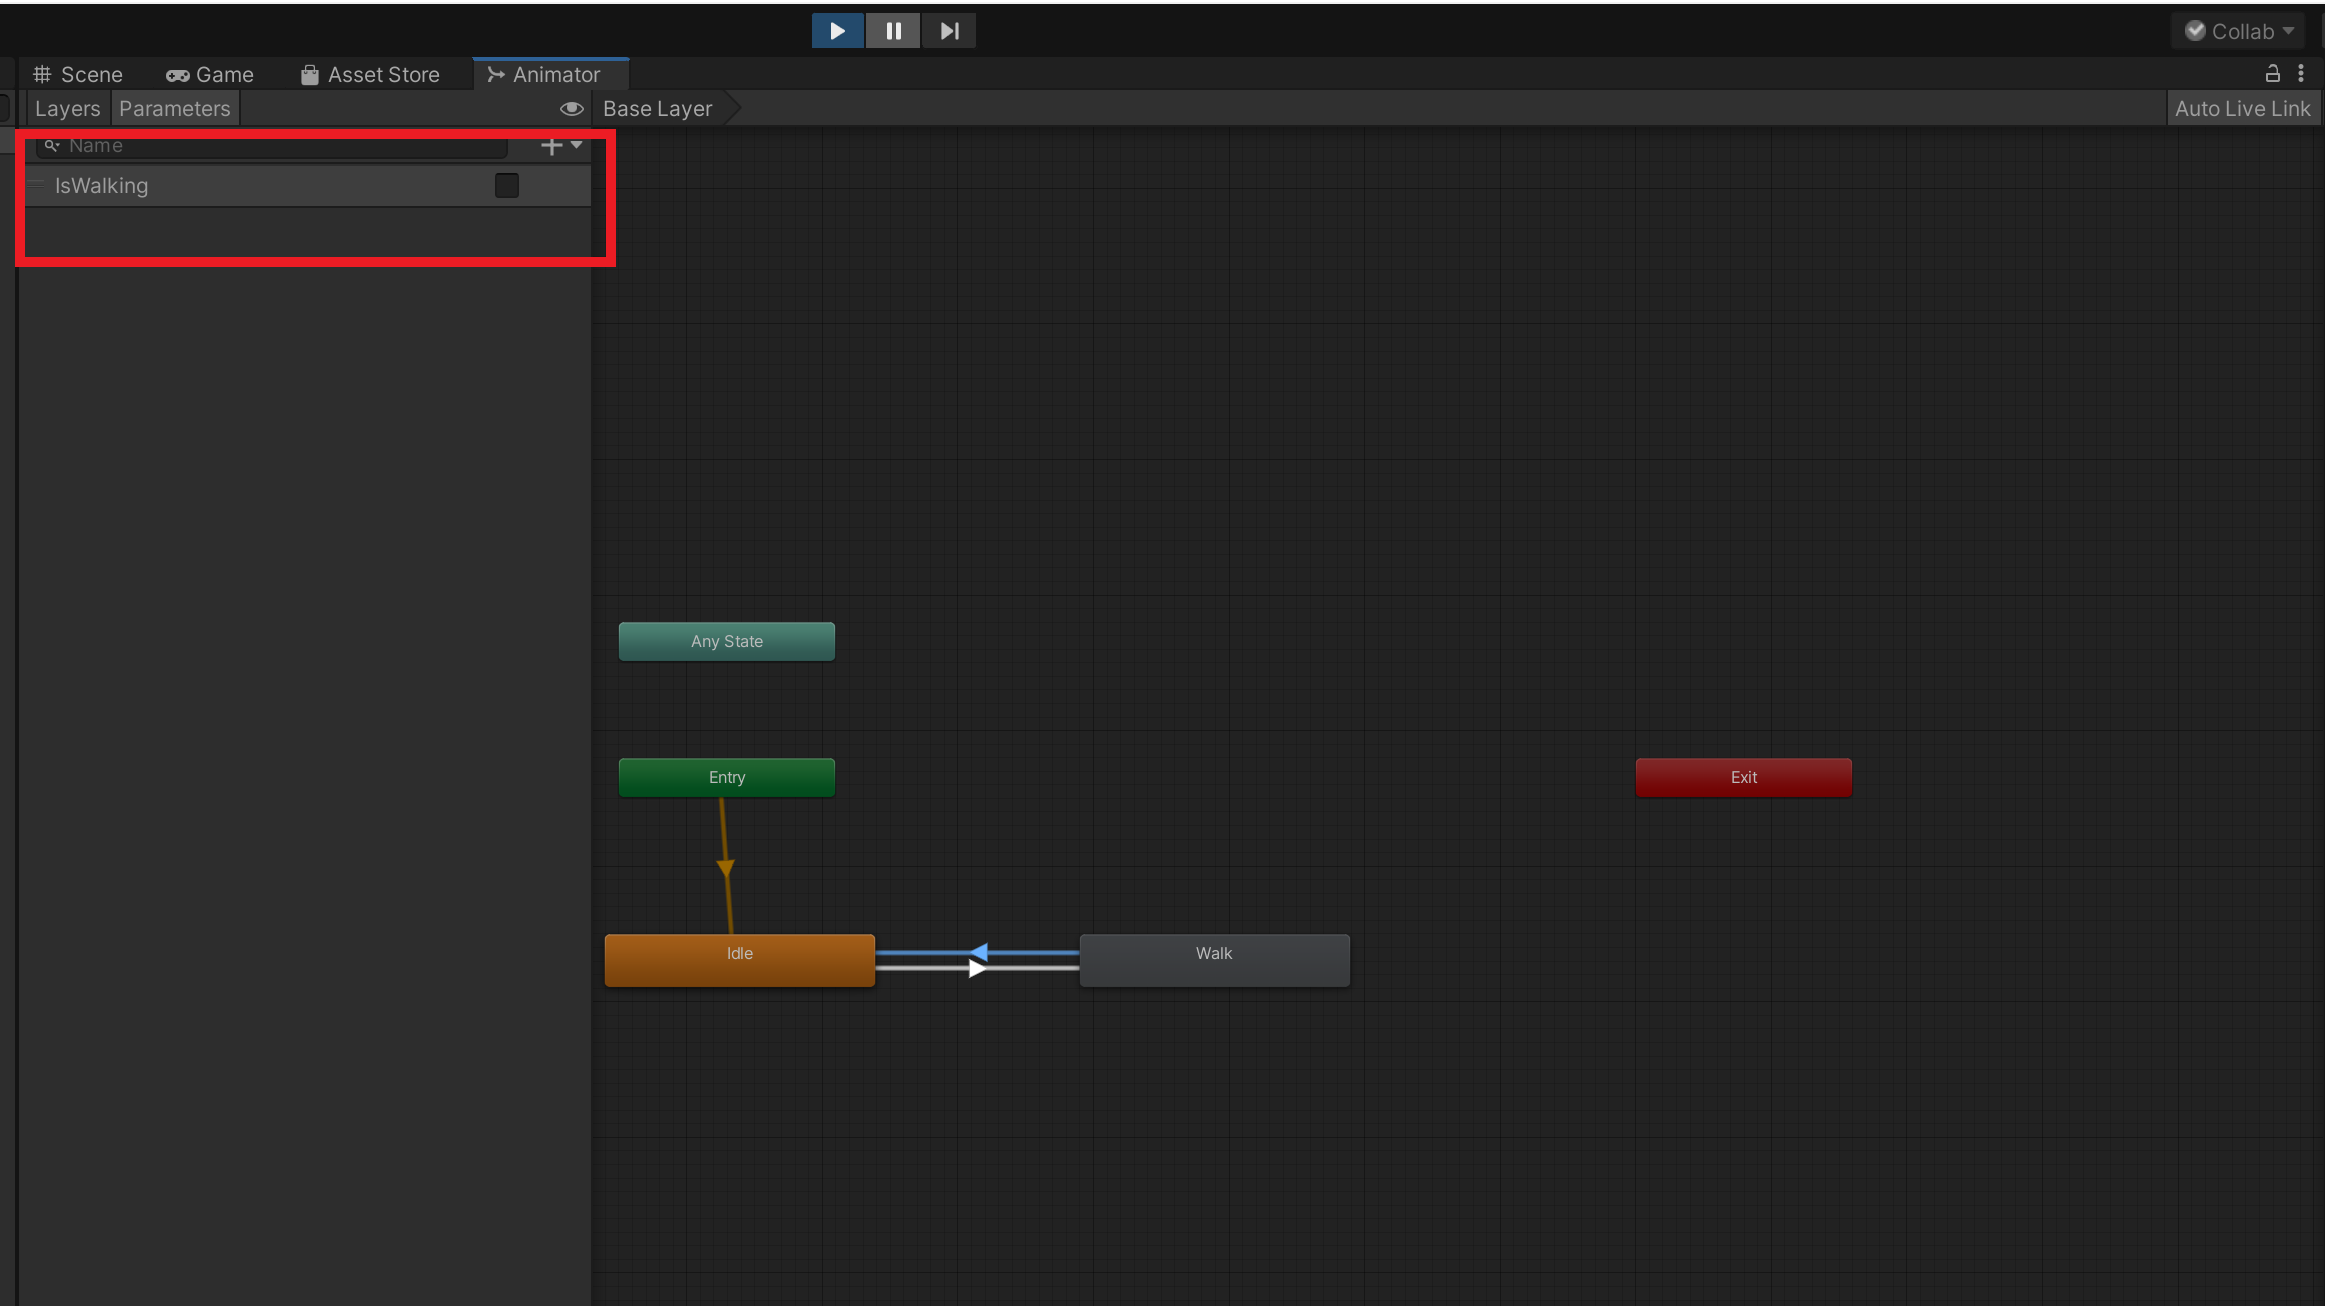 Collab
Scene Game Asset Store Animator
Layers Parameters Base Layer Auto Live Link
Name
IsWalking
Any State
Entry Exit
Idle Walk